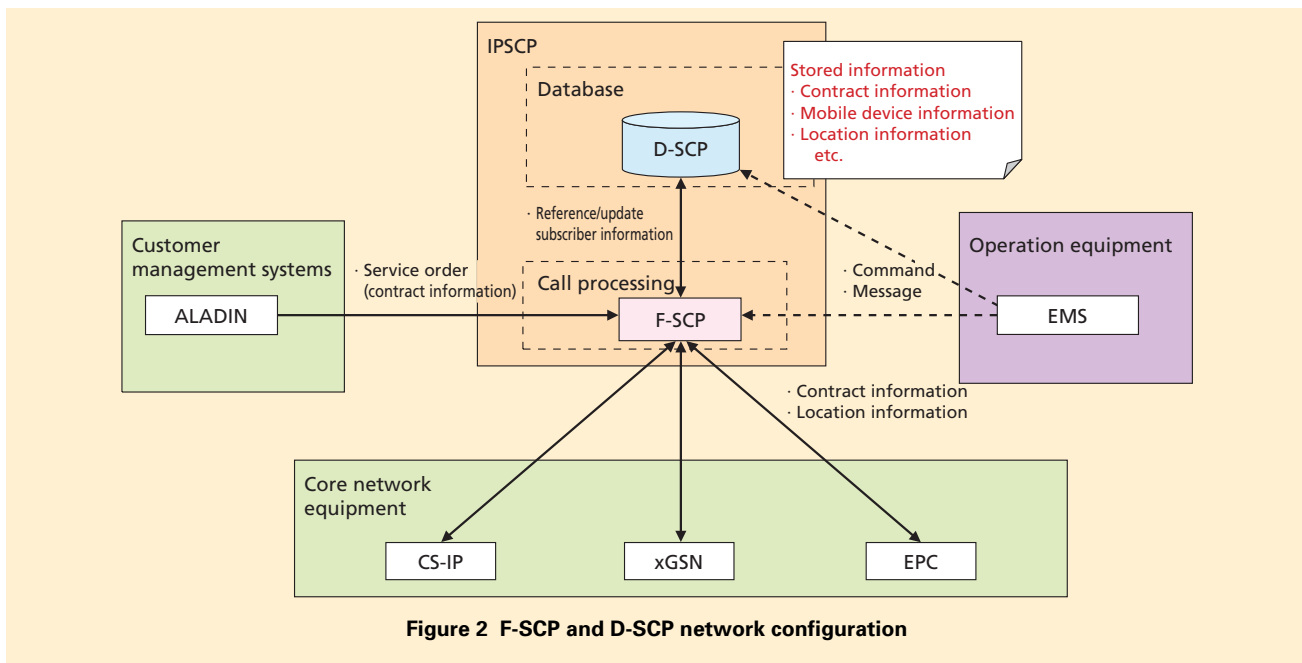 IPSCP
Database
D-SCP
Stored information
· Contract information
· Mobile device information
· Location information
etc.
· Reference/update
subscriber information
Customer
management systems
ALADIN
· Service order
(contract information)
Call processing
F-SCP
· Command
· Message
Operation equipment
EMS
· Contract information
· Location information
Core network
equipment
CS-IP
xGSN
EPC
Figure 2 F-SCP and D-SCP network configuration